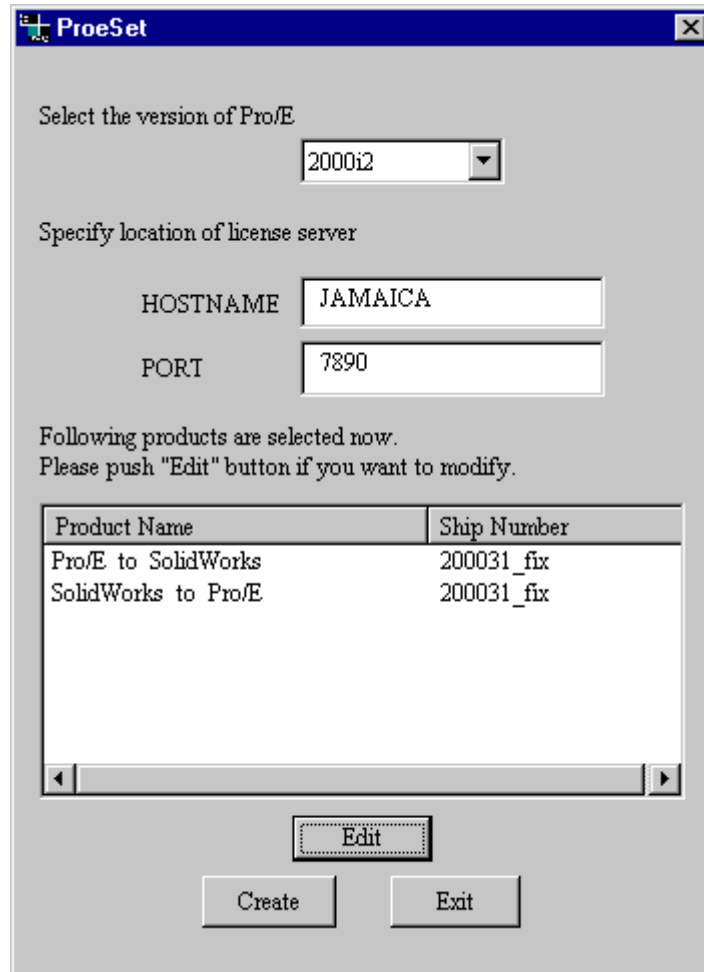 ProeSet
Select the version of Pro/E
2000i2
Specify location of license server
HOSTNAME JAMAICA
PORT 7890
Following products are selected now.
Please push "Edit" button if you want to modify.
Product Name Ship Number
Pro/E to SolidWorks 200031_fix
SolidWorks to Pro/E 200031_fix
Edit
Create Exit